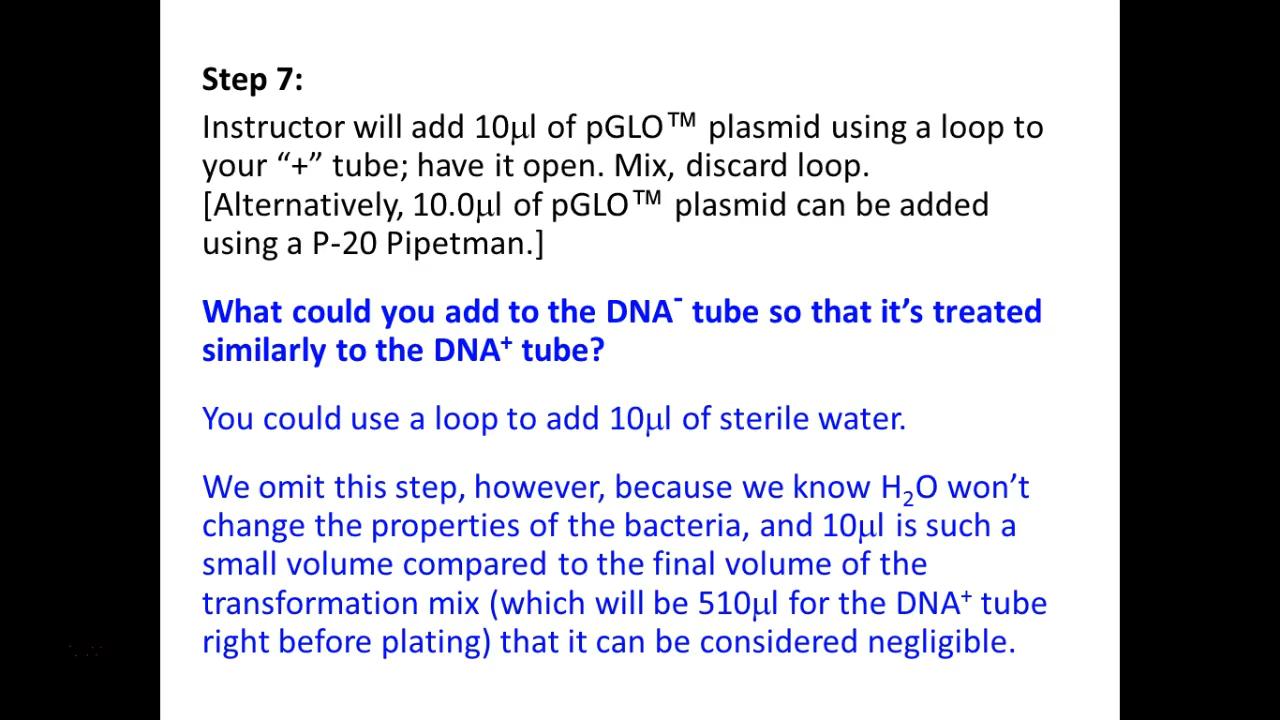 Step 7:
Instructor will add 10μl of pGLO™ plasmid using a loop to
your “+” tube; have it open. Mix, discard loop.
[Alternatively, 10.0μl of pGLO™ plasmid can be added
using a P-20 Pipetman.]
What could you add to the DNA⁻ tube so that it’s treated
similarly to the DNA⁺ tube?
You could use a loop to add 10μl of sterile water.
We omit this step, however, because we know H₂O won’t
change the properties of the bacteria, and 10μl is such a
small volume compared to the final volume of the
transformation mix (which will be 510μl for the DNA⁺ tube
right before plating) that it can be considered negligible.